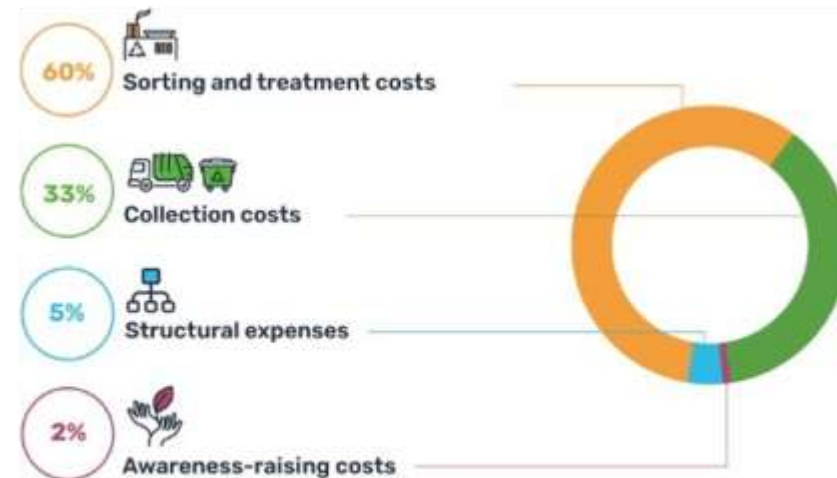 60%
Sorting and treatment costs
33%
Collection costs
5%
Structural expenses
2%
Awareness-raising costs